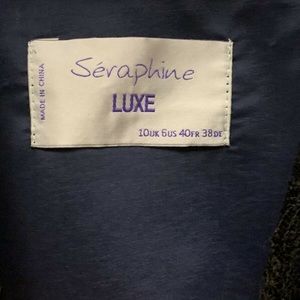 Séraphine
LUXE
10UK 6US 40FR 38DE
MADE IN CHINA